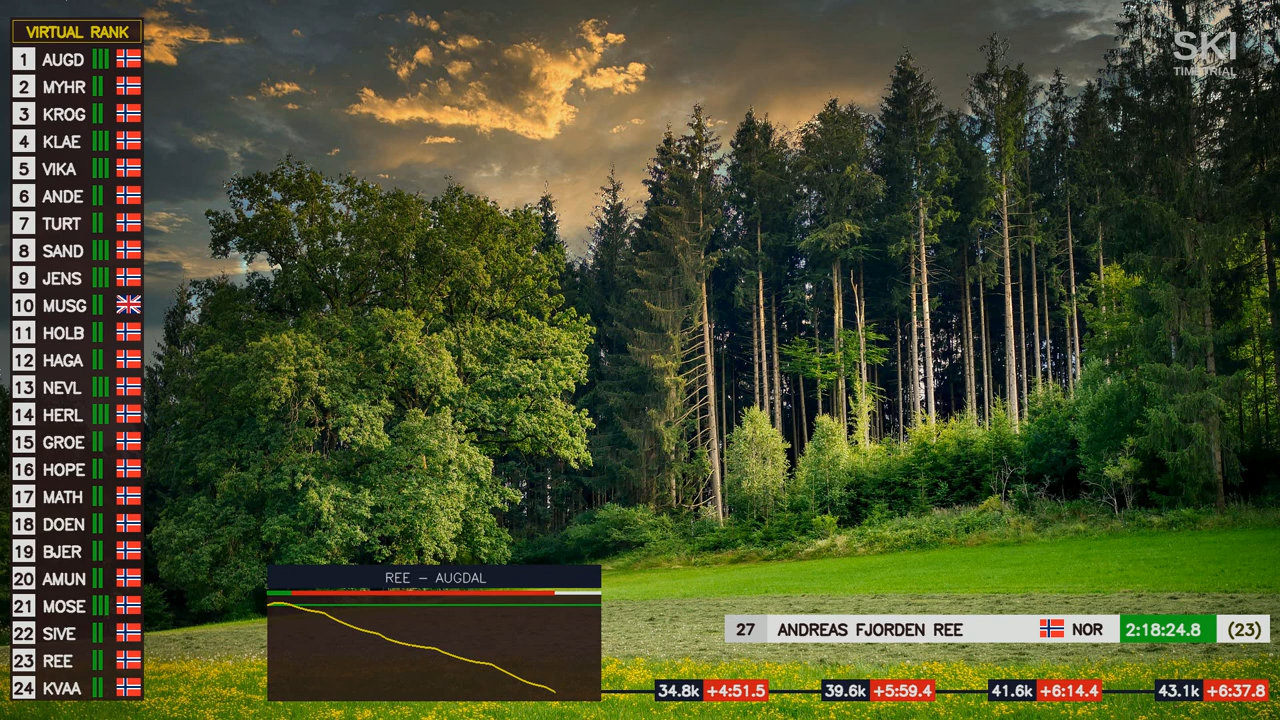 VIRTUAL RANK
1 AUGD
2 MYHR
3 KROG
4 KLAE
5 VIKA
6 ANDE
7 TURT
8 SAND
9 JENS
10 MUSG
11 HOLB
12 HAGA
13 NEVL
14 HERL
15 GROE
16 HOPE
17 MATH
18 DOEN
19 BJER
20 AMUN
21 MOSE
22 SIVE
23 REE
24 KVAA
SKI
TIME TRIAL
REE – AUGDAL
27 ANDREAS FJORDEN REE NOR 2:18:24.8 (23)
34.8k +4:51.5 39.6k +5:59.4 41.6k +6:14.4 43.1k +6:37.8